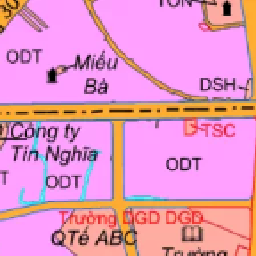 ODT
Miếu
Bà
DSH
Công ty
Tín Nghĩa
TSC
ODT
ODT
Trường DGD DGD
QTế ABC
Trường